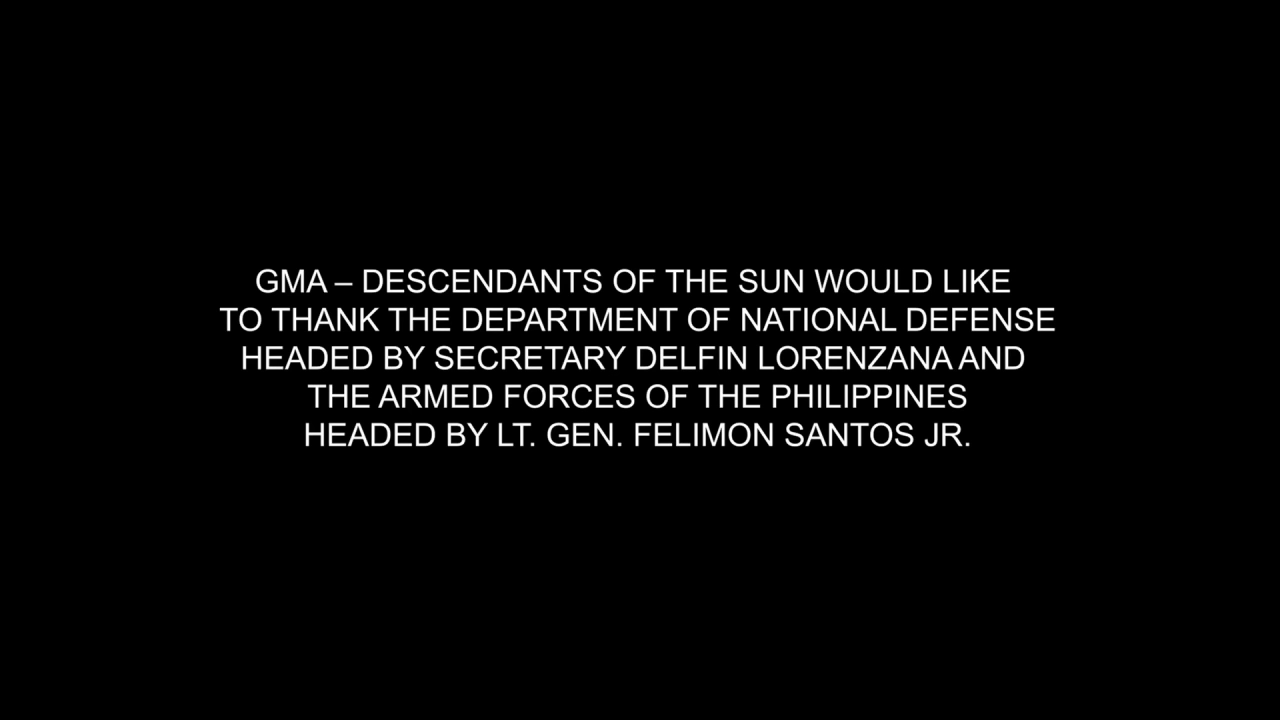 GMA – DESCENDANTS OF THE SUN WOULD LIKE
TO THANK THE DEPARTMENT OF NATIONAL DEFENSE
HEADED BY SECRETARY DELFIN LORENZANA AND
THE ARMED FORCES OF THE PHILIPPINES
HEADED BY LT. GEN. FELIMON SANTOS JR.